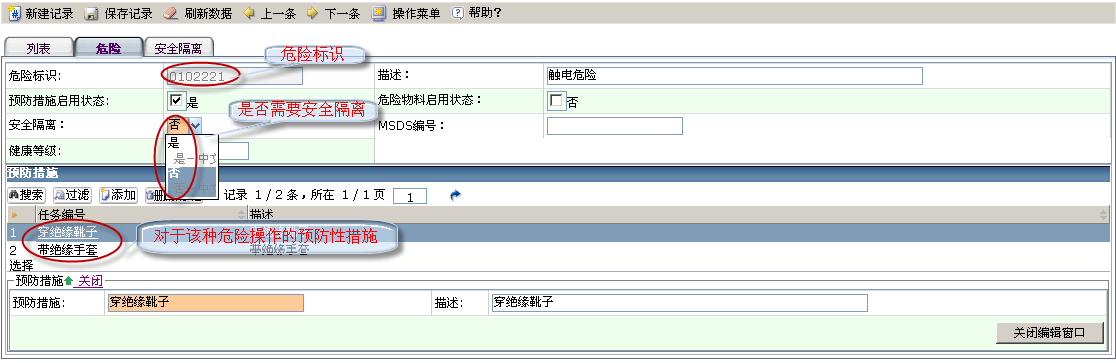 新建记录 保存记录 刷新数据 上一条 下一条 操作菜单 帮助?
列表 危险 安全隔离
危险标识
危险标识: 0102221 描述: 触电危险
预防措施启用状态: 是 危险物料启用状态: 否
是否需要安全隔离
安全隔离: 否 MSDS编号:
是
健康等级:
否
预防措施
搜索 过滤 添加 记录 1 / 2 条,所在 1 / 1 页 1
任务编号 描述
1 穿绝缘靴子
对于该种危险操作的预防性措施
2 带绝缘手套 带绝缘手套
选择
预防措施 关闭
预防措施: 穿绝缘靴子 描述: 穿绝缘靴子
关闭编辑窗口